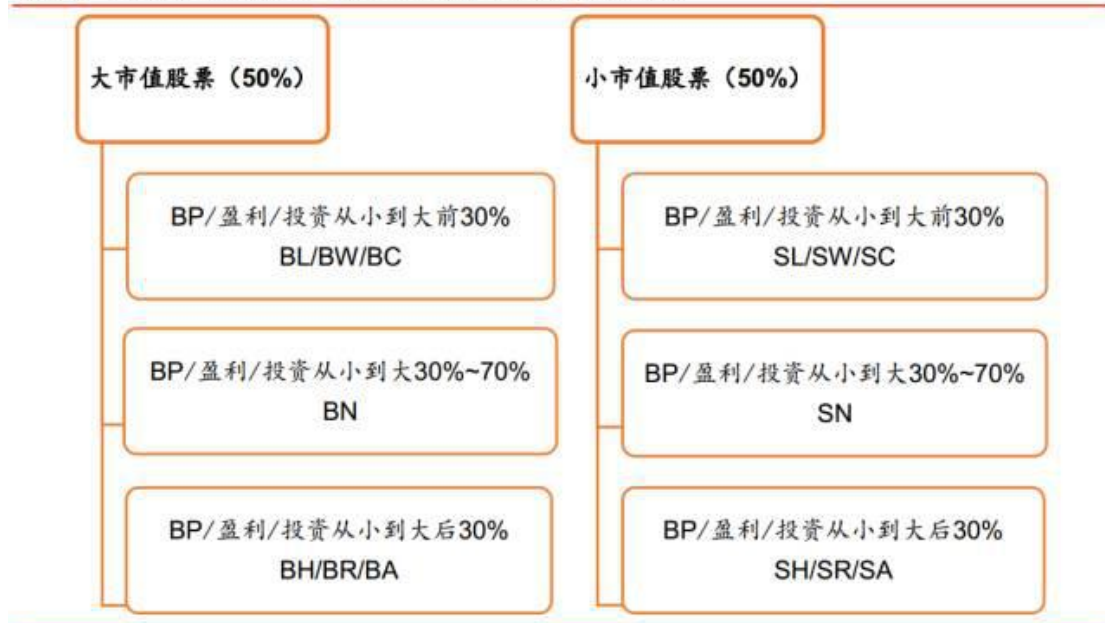 大市值股票（50%）
BP/盈利/投资从小到大前30%
BL/BW/BC
BP/盈利/投资从小到大30%~70%
BN
BP/盈利/投资从小到大后30%
BH/BR/BA
小市值股票（50%）
BP/盈利/投资从小到大前30%
SL/SW/SC
BP/盈利/投资从小到大30%~70%
SN
BP/盈利/投资从小到大后30%
SH/SR/SA